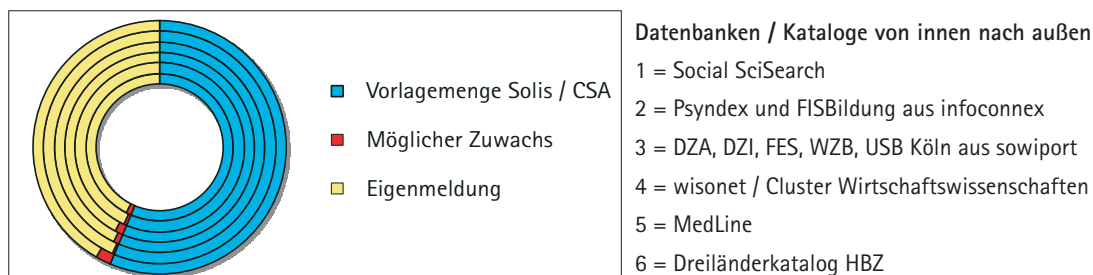 Vorlagemenge Solis / CSA
Möglicher Zuwachs
Eigenmeldung
Datenbanken / Kataloge von innen nach außen
1 = Social SciSearch
2 = Psyndex und FISBildung aus infoconnex
3 = DZA, DZI, FES, WZB, USB Köln aus sowiport
4 = wisonet / Cluster Wirtschaftswissenschaften
5 = MedLine
6 = Dreiländerkatalog HBZ